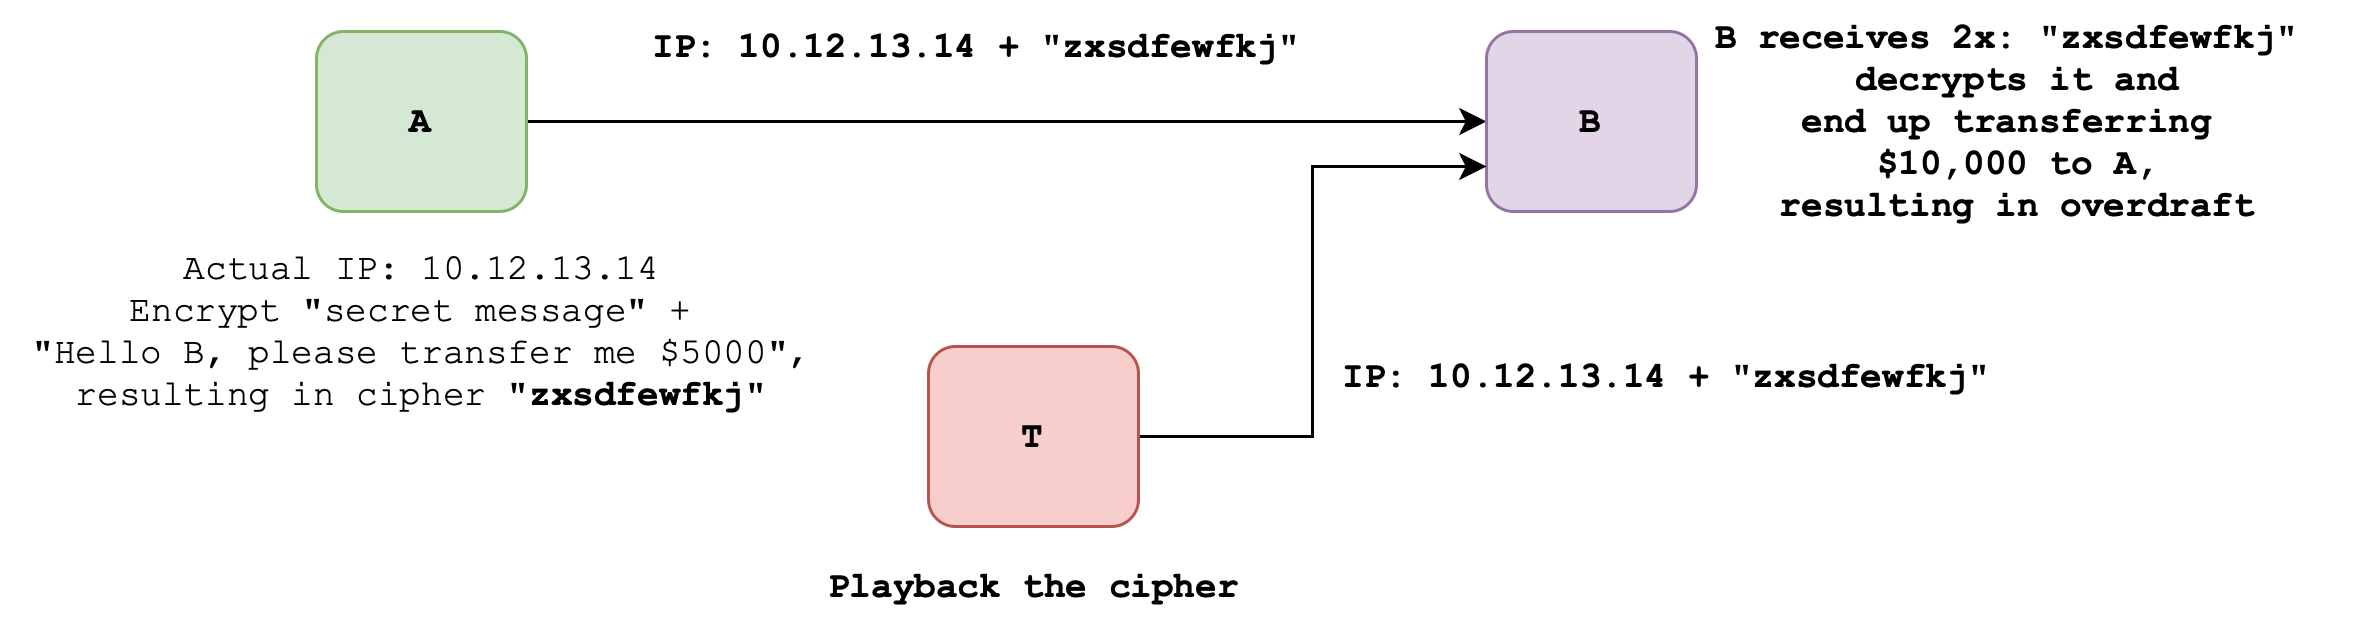 IP: 10.12.13.14 + "zxsdfewfkj"
A
B
B receives 2x: "zxsdfewfkj"
decrypts it and
end up transferring
$10,000 to A,
resulting in overdraft
Actual IP: 10.12.13.14
Encrypt "secret message" +
"Hello B, please transfer me $5000",
resulting in cipher "zxsdfewfkj"
T
IP: 10.12.13.14 + "zxsdfewfkj"
Playback the cipher